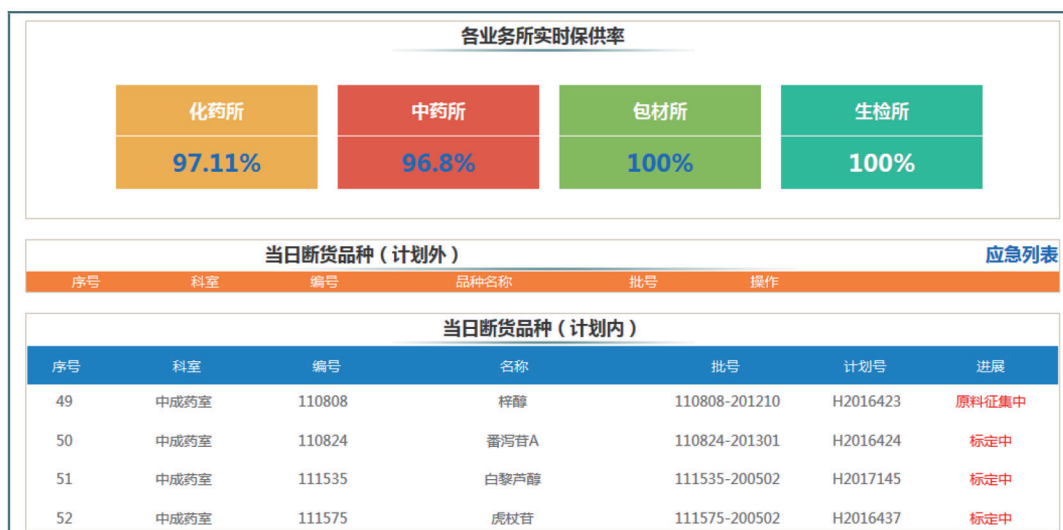 各业务所实时保供率
化药所 中药所 包材所 生检所
97.11% 96.8% 100% 100%
当日断货品种（计划外） 应急列表
序号 科室 编号 品种名称 批号 操作
当日断货品种（计划内）
序号 科室 编号 名称 批号 计划号 进展
49 中成药室 110808 梓醇 110808-201210 H2016423 原料征集中
50 中成药室 110824 番泻苷A 110824-201301 H2016424 标定中
51 中成药室 111535 白黎芦醇 111535-200502 H2017145 标定中
52 中成药室 111575 虎杖苷 111575-200502 H2016437 标定中